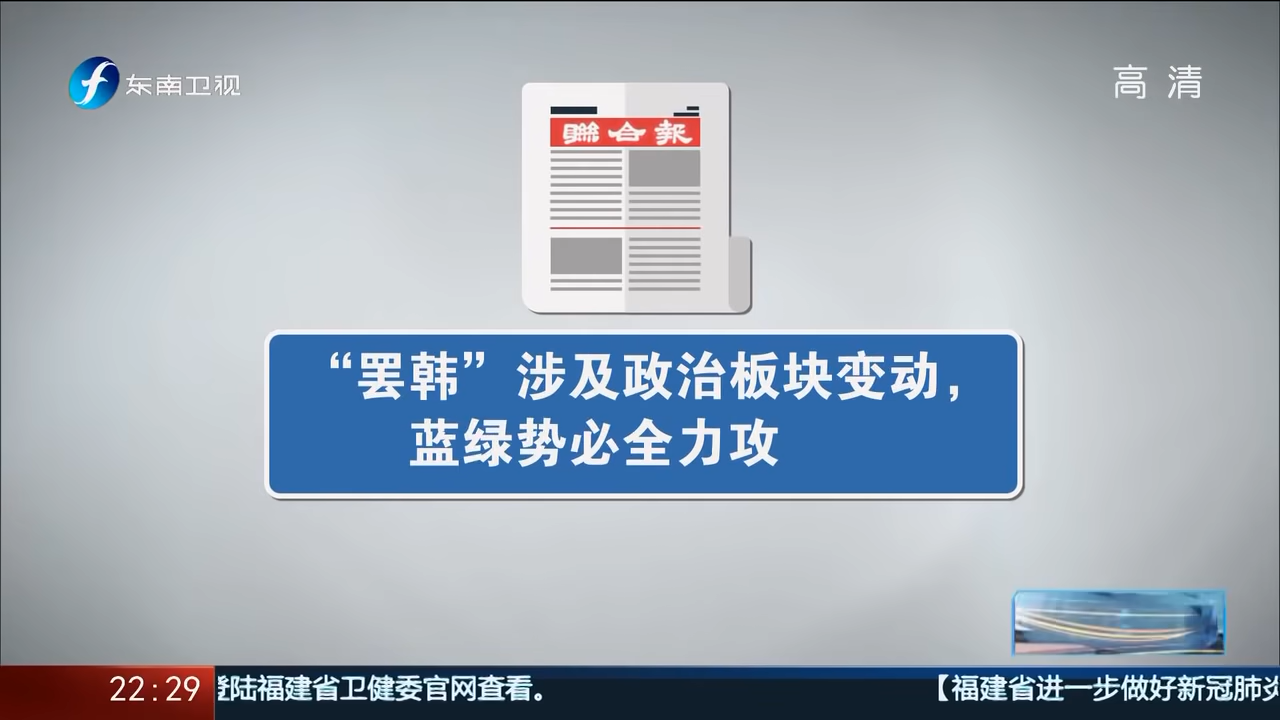 东南卫视
高清
聯合報
“罢韩”涉及政治板块变动，
蓝绿势必全力攻
22:29
登陆福建省卫健委官网查看。
【福建省进一步做好新冠肺炎